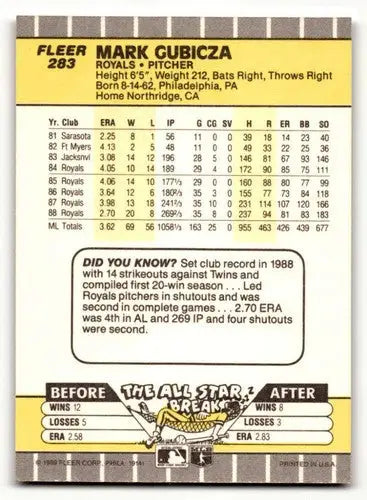 FLEER
283
MARK GUBICZA
ROYALS • PITCHER
Height 6'5", Weight 212, Bats Right, Throws Right
Born 8-14-62, Philadelphia, PA
Home Northridge, CA
Yr. Club ERA W L IP G CG SV H R ER BB SO
81 Sarasota 2.25 8 1 56 11 0 0 39 18 14 23 40
82 Ft Myers 4.13 2 5 48 11 0 0 49 33 22 25 36
83 Jacksnvl 3.08 14 12 196 28 5 0 146 81 67 93 146
84 Royals 4.05 10 14 189 29 4 0 172 90 85 75 111
85 Royals 4.06 14 10 177⅓ 29 0 0 160 88 80 77 99
86 Royals 3.64 12 6 180⅔ 35 3 0 155 77 73 84 118
87 Royals 3.98 13 18 241⅔ 35 10 0 231 114 107 120 166
88 Royals 2.70 20 8 269⅔ 35 8 0 237 94 81 83 183
ML Totals 3.62 69 56 1058⅓ 163 25 0 955 463 426 439 677
DID YOU KNOW? Set club record in 1988
with 14 strikeouts against Twins and
compiled first 20-win season . . . Led
Royals pitchers in shutouts and was
second in complete games . . . 2.70 ERA
was 4th in AL and 269 IP and four shutouts
were second.
BEFORE THE ALL STAR BREAK AFTER
WINS 12 WINS 8
LOSSES 5 LOSSES 3
ERA 2.58 ERA 2.83
© 1989 FLEER CORP. PHILA. 19141 PRINTED IN U.S.A.